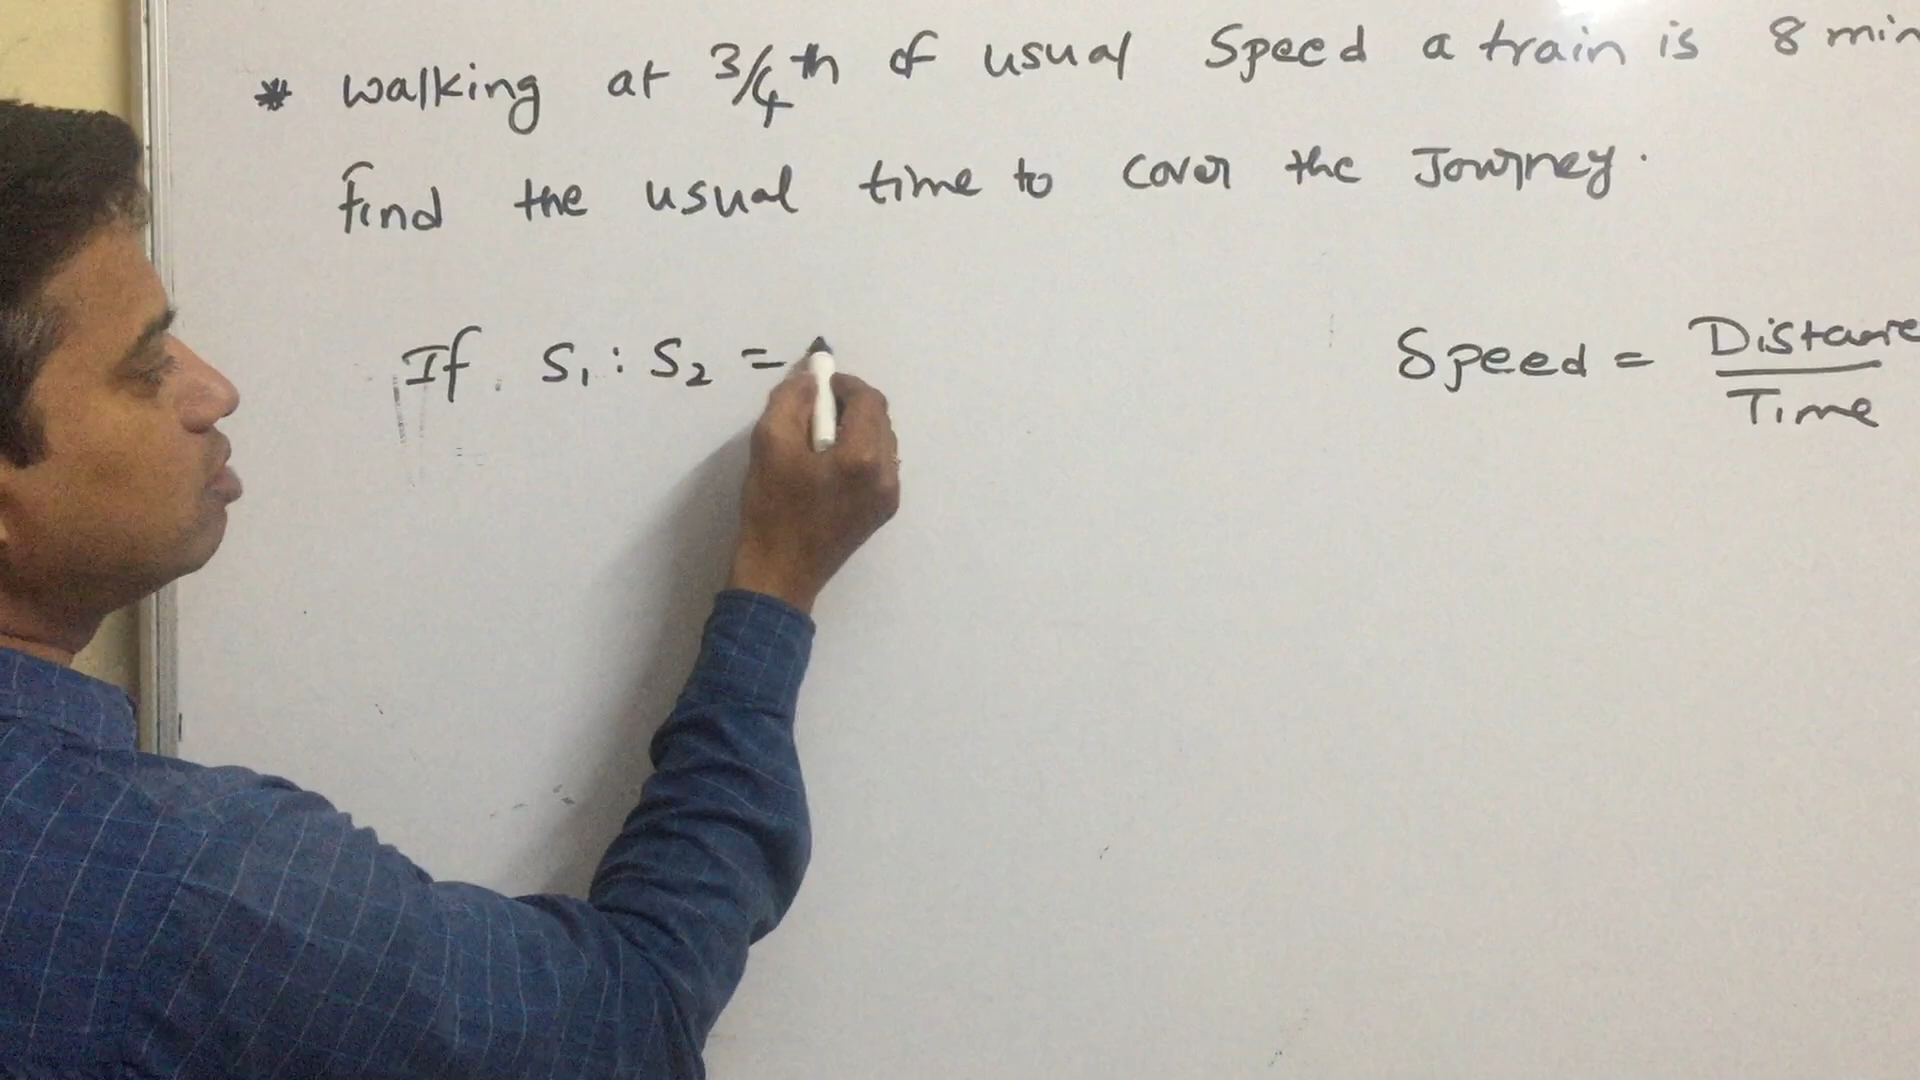 * Walking at 3/4th of usual Speed a train is 8 min
find the usual time to cover the Journey.
If S1 : S2 =
Speed = Distance / Time